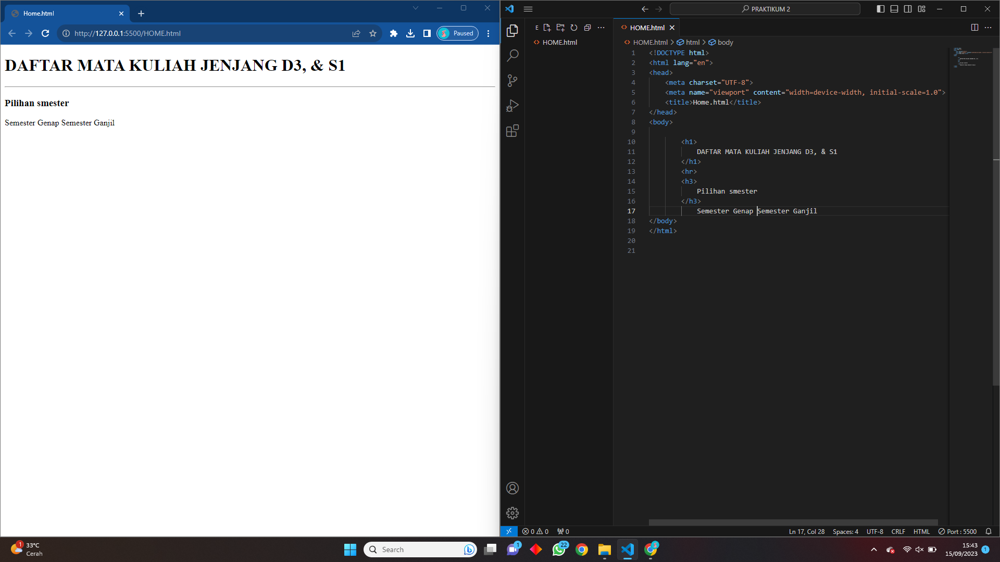 Home.html
http://127.0.0.1:5500/HOME.html
Paused
DAFTAR MATA KULIAH JENJANG D3, & S1
Pilihan smester
Semester Genap Semester Ganjil
PRAKTIKUM 2
E
HOME.html
HOME.html
HOME.html > html > body
1 <!DOCTYPE html>
2 <html lang="en">
3 <head>
4 <meta charset="UTF-8">
5 <meta name="viewport" content="width=device-width, initial-scale=1.0">
6 <title>Home.html</title>
7 </head>
8 <body>
9
10 <h1>
11 DAFTAR MATA KULIAH JENJANG D3, & S1
12 </h1>
13 <hr>
14 <h3>
15 Pilihan smester
16 </h3>
17 Semester Genap Semester Ganjil
18 </body>
19 </html>
20
21
0 0 0
Ln 17, Col 28 Spaces: 4 UTF-8 CRLF HTML Port : 5500
1
33°C
Cerah
Search
1
22
15:43
15/09/2023
1